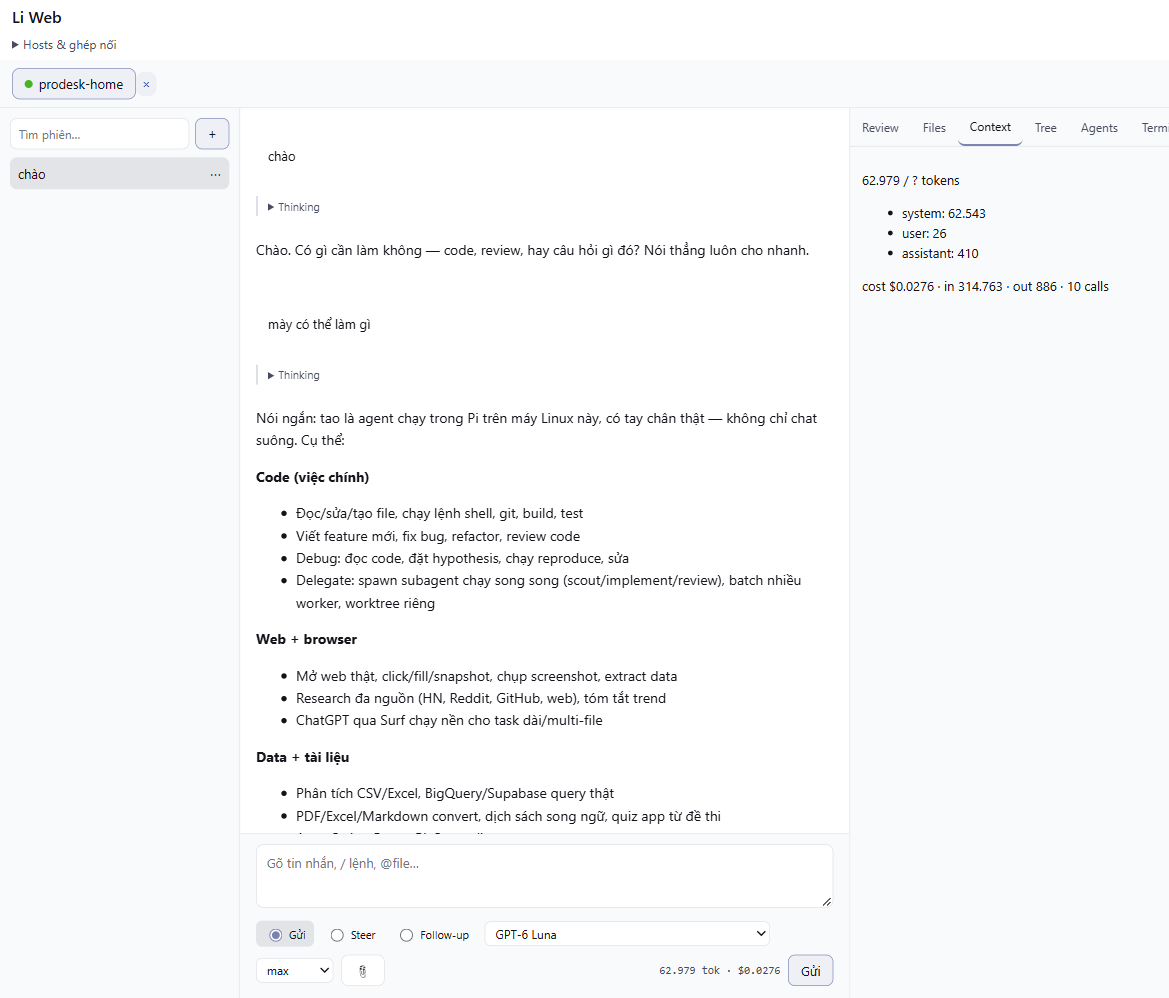 Li Web
▶ Hosts & ghép nối
prodesk-home ×
Tìm phiên...
+
chào ...
chào
▶ Thinking
Chào. Có gì cần làm không — code, review, hay câu hỏi gì đó? Nói thẳng luôn cho nhanh.
mày có thể làm gì
▶ Thinking
Nói ngắn: tao là agent chạy trong Pi trên máy Linux này, có tay chân thật — không chỉ chat
suông. Cụ thể:
Code (việc chính)
• Đọc/sửa/tạo file, chạy lệnh shell, git, build, test
• Viết feature mới, fix bug, refactor, review code
• Debug: đọc code, đặt hypothesis, chạy reproduce, sửa
• Delegate: spawn subagent chạy song song (scout/implement/review), batch nhiều
worker, worktree riêng
Web + browser
• Mở web thật, click/fill/snapshot, chụp screenshot, extract data
• Research đa nguồn (HN, Reddit, GitHub, web), tóm tắt trend
• ChatGPT qua Surf chạy nền cho task dài/multi-file
Data + tài liệu
• Phân tích CSV/Excel, BigQuery/Supabase query thật
• PDF/Excel/Markdown convert, dịch sách song ngữ, quiz app từ đề thi
Gõ tin nhắn, / lệnh, @file...
Gửi Steer Follow-up GPT-6 Luna
max 62.979 tok · $0.0276 Gửi
Review Files Context Tree Agents Termi
62.979 / ? tokens
• system: 62.543
• user: 26
• assistant: 410
cost $0.0276 · in 314.763 · out 886 · 10 calls